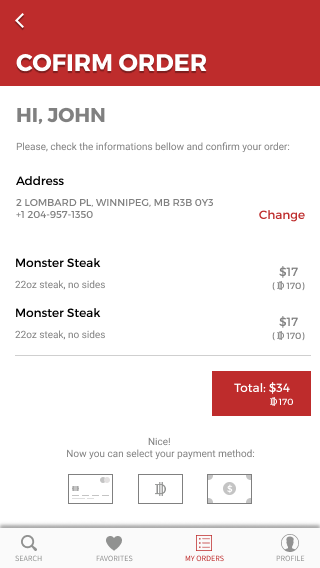 COFIRM ORDER
HI, JOHN
Please, check the informations bellow and confirm your order:
Address
2 LOMBARD PL, WINNIPEG, MB R3B 0Y3
+1 204-957-1350
Change
Monster Steak
$17
22oz steak, no sides
(₯ 170)
Monster Steak
$17
22oz steak, no sides
(₯ 170)
Total: $34
₯ 170
Nice!
Now you can select your payment method:
SEARCH
FAVORITES
MY ORDERS
PROFILE